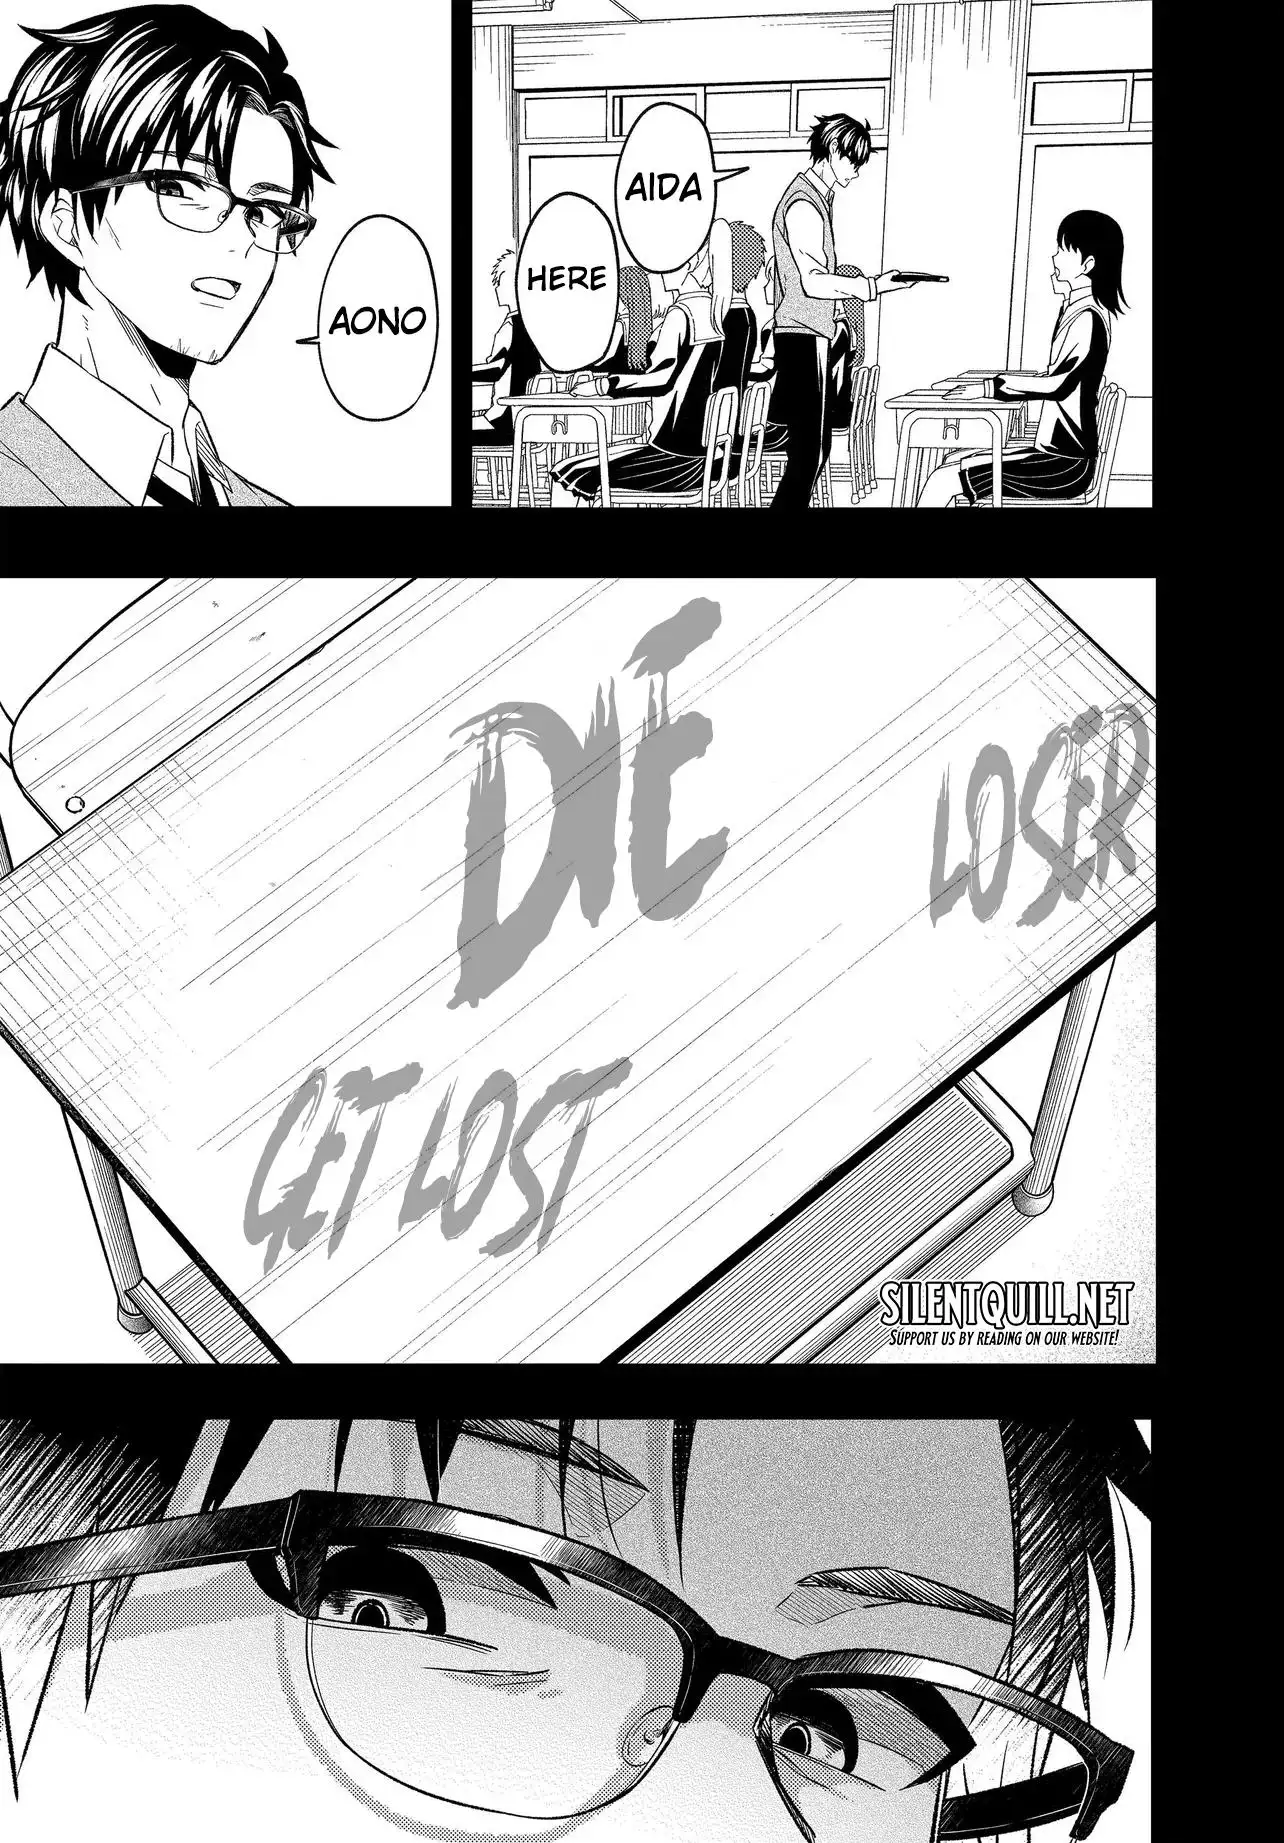 AIDA
HERE
AONO
DIE
LOSER
GET LOST
SILENTQUILL.NET
SUPPORT US BY READING ON OUR WEBSITE!